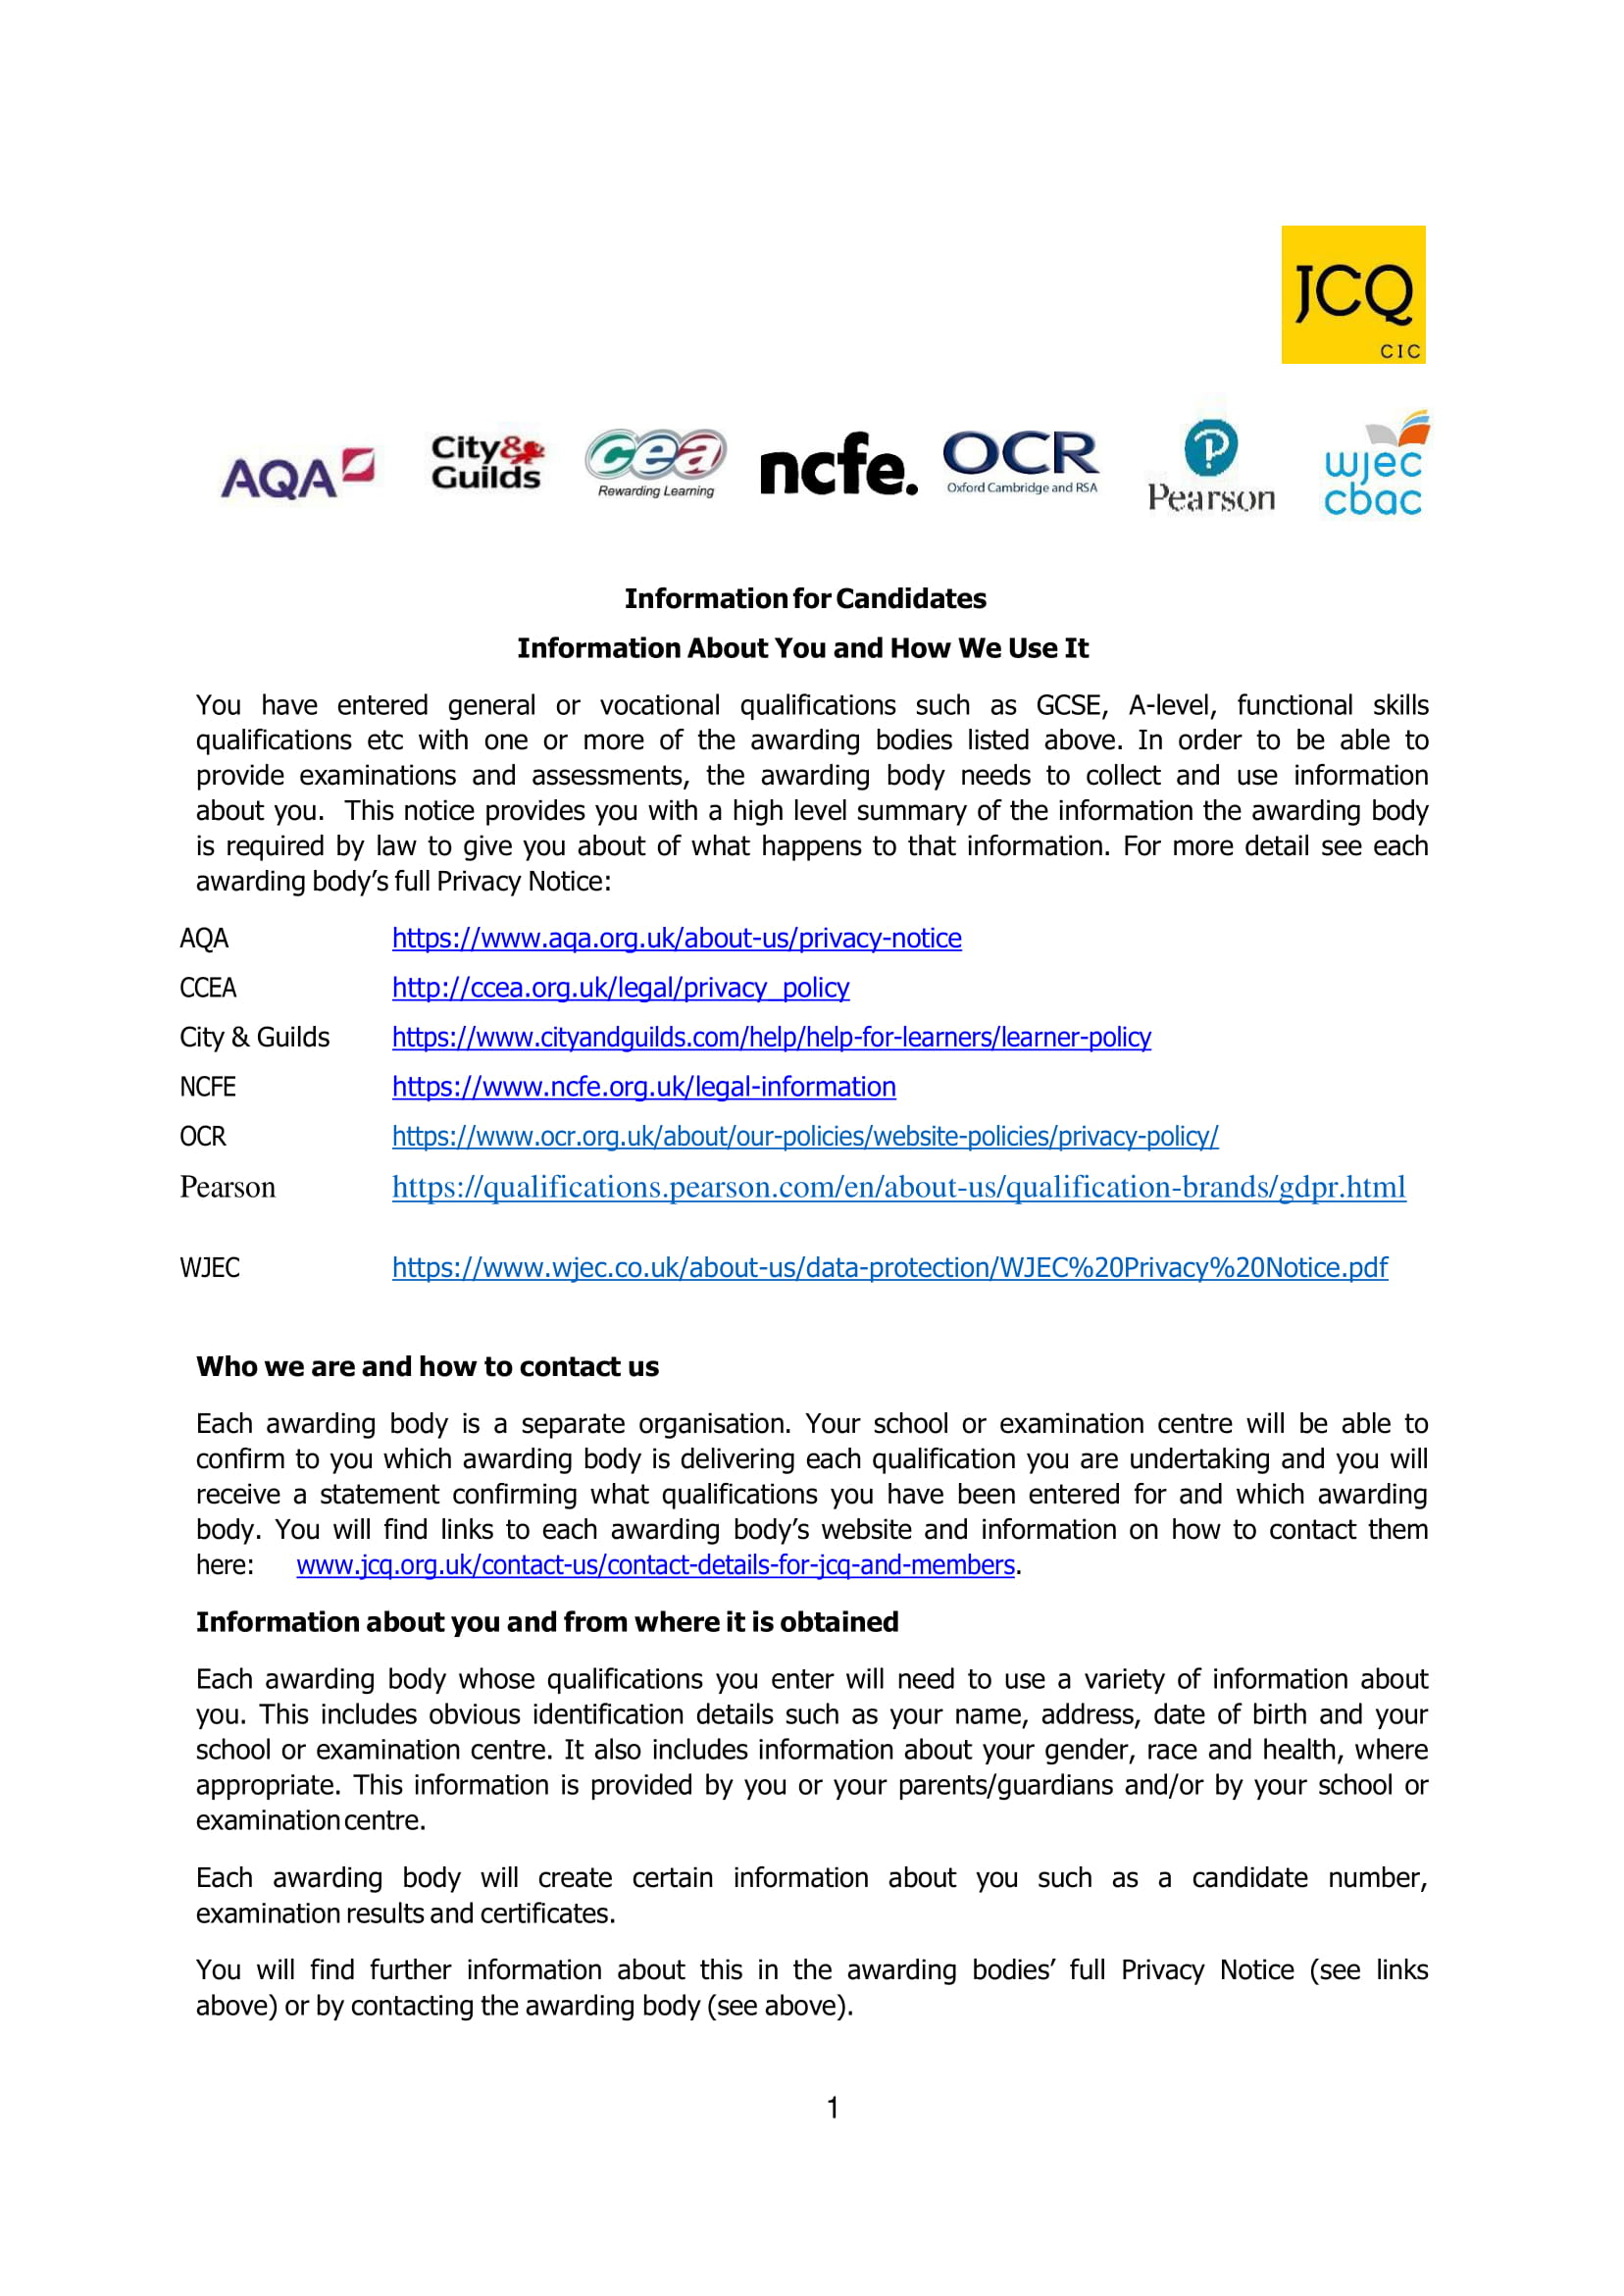 JCQ
CIC
AQA City& Guilds ccea Rewarding Learning ncfe. OCR Oxford Cambridge and RSA Pearson wjec cbac
Information for Candidates
Information About You and How We Use It
You have entered general or vocational qualifications such as GCSE, A-level, functional skills
qualifications etc with one or more of the awarding bodies listed above. In order to be able to
provide examinations and assessments, the awarding body needs to collect and use information
about you. This notice provides you with a high level summary of the information the awarding body
is required by law to give you about of what happens to that information. For more detail see each
awarding body’s full Privacy Notice:
AQA https://www.aqa.org.uk/about-us/privacy-notice
CCEA http://ccea.org.uk/legal/privacy_policy
City & Guilds https://www.cityandguilds.com/help/help-for-learners/learner-policy
NCFE https://www.ncfe.org.uk/legal-information
OCR https://www.ocr.org.uk/about/our-policies/website-policies/privacy-policy/
Pearson https://qualifications.pearson.com/en/about-us/qualification-brands/gdpr.html
WJEC https://www.wjec.co.uk/about-us/data-protection/WJEC%20Privacy%20Notice.pdf
Who we are and how to contact us
Each awarding body is a separate organisation. Your school or examination centre will be able to
confirm to you which awarding body is delivering each qualification you are undertaking and you will
receive a statement confirming what qualifications you have been entered for and which awarding
body. You will find links to each awarding body’s website and information on how to contact them
here: www.jcq.org.uk/contact-us/contact-details-for-jcq-and-members.
Information about you and from where it is obtained
Each awarding body whose qualifications you enter will need to use a variety of information about
you. This includes obvious identification details such as your name, address, date of birth and your
school or examination centre. It also includes information about your gender, race and health, where
appropriate. This information is provided by you or your parents/guardians and/or by your school or
examination centre.
Each awarding body will create certain information about you such as a candidate number,
examination results and certificates.
You will find further information about this in the awarding bodies’ full Privacy Notice (see links
above) or by contacting the awarding body (see above).
1